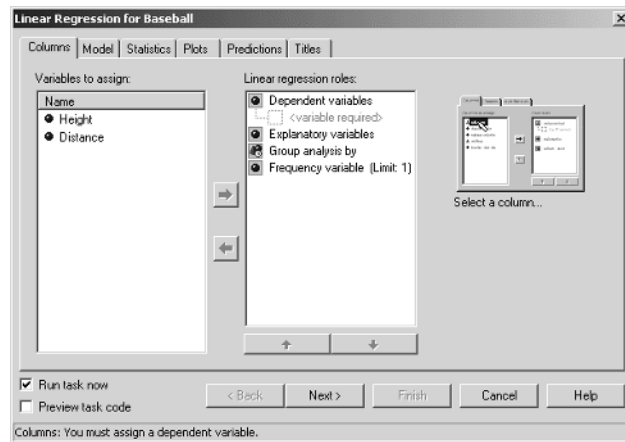 Linear Regression for Baseball
Columns Model Statistics Plots Predictions Titles
Variables to assign:
Name
Height
Distance
Linear regression roles:
Dependent variables
<variable required>
Explanatory variables
Group analysis by
Frequency variable (Limit: 1)
Select a column...
Run task now
Preview task code
< Back Next > Finish Cancel Help
Columns: You must assign a dependent variable.